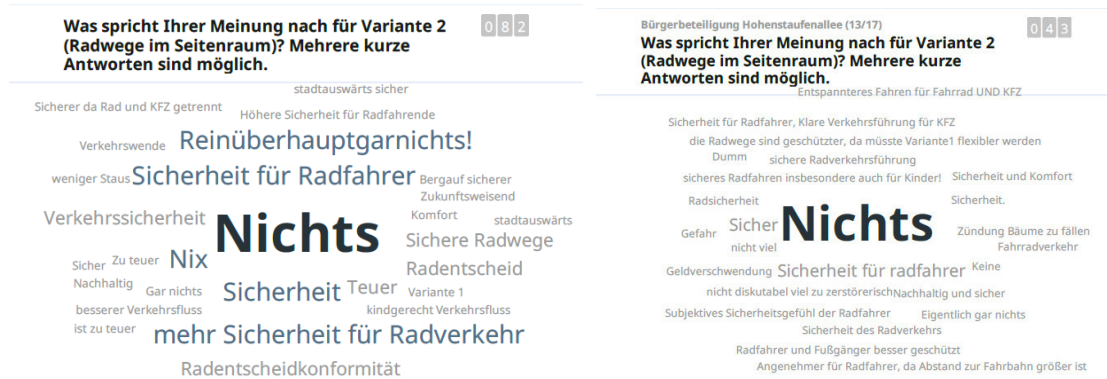 Was spricht Ihrer Meinung nach für Variante 2
(Radwege im Seitenraum)? Mehrere kurze
Antworten sind möglich.
082
stadtauswärts sicher
Sicherer da Rad und KFZ getrennt
Höhere Sicherheit für Radfahrende
Verkehrswende
Reinüberhauptgarnichts!
weniger Staus
Sicherheit für Radfahrer
Bergauf sicherer
Zukunftsweisend
Verkehrssicherheit
Nichts
Komfort
stadtauswärts
Sichere Radwege
Sicher
Zu teuer
Nix
Radentscheid
Nachhaltig
Gar nichts
Sicherheit
Teuer
Variante 1
besserer Verkehrsfluss
kindgerecht
Verkehrsfluss
ist zu teuer
mehr Sicherheit für Radverkehr
Radentscheidkonformität
Bürgerbeteiligung Hohenstaufenallee (13/17)
Was spricht Ihrer Meinung nach für Variante 2
(Radwege im Seitenraum)? Mehrere kurze
Antworten sind möglich.
043
Entspannteres Fahren für Fahrrad UND KFZ
Sicherheit für Radfahrer, Klare Verkehrsführung für KFZ
die Radwege sind geschützter, da müsste Variante1 flexibler werden
Dumm
sichere Radverkehrsführung
sicheres Radfahren insbesondere auch für Kinder!
Sicherheit und Komfort
Radsicherheit
Sicherheit.
Gefahr
Sicher
Nichts
Zündung Bäume zu fällen
nicht viel
Fahrradverkehr
Geldverschwendung
Sicherheit für radfahrer
Keine
nicht diskutabel viel zu zerstörerisch
Nachhaltig und sicher
Subjektives Sicherheitsgefühl der Radfahrer
Eigentlich gar nichts
Sicherheit des Radverkehrs
Radfahrer und Fußgänger besser geschützt
Angenehmer für Radfahrer, da Abstand zur Fahrbahn größer ist